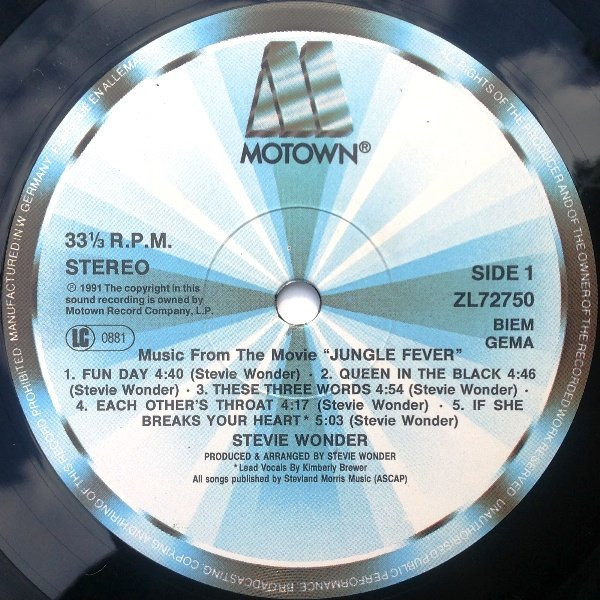 MOTOWN®
33⅓ R.P.M.
STEREO
℗ 1991 The copyright in this
sound recording is owned by
Motown Record Company, L.P.
LC 0881
SIDE 1
ZL72750
BIEM
GEMA
Music From The Movie "JUNGLE FEVER"
1. FUN DAY 4:40 (Stevie Wonder) · 2. QUEEN IN THE BLACK 4:46
(Stevie Wonder) · 3. THESE THREE WORDS 4:54 (Stevie Wonder) ·
4. EACH OTHER'S THROAT 4:17 (Stevie Wonder) · 5. IF SHE
BREAKS YOUR HEART* 5:03 (Stevie Wonder)
STEVIE WONDER
PRODUCED & ARRANGED BY STEVIE WONDER
*Lead Vocals By Kimberly Brewer
All songs published by Stevland Morris Music (ASCAP)
ALL RIGHTS OF THE PRODUCER AND OF THE OWNER OF THE RECORDED WORK RESERVED. UNAUTHORISED PUBLIC PERFORMANCE, BROADCASTING, COPYING AND HIRING OF THIS RECORD PROHIBITED. MANUFACTURED IN W. GERMANY
EN ALLEMAGNE